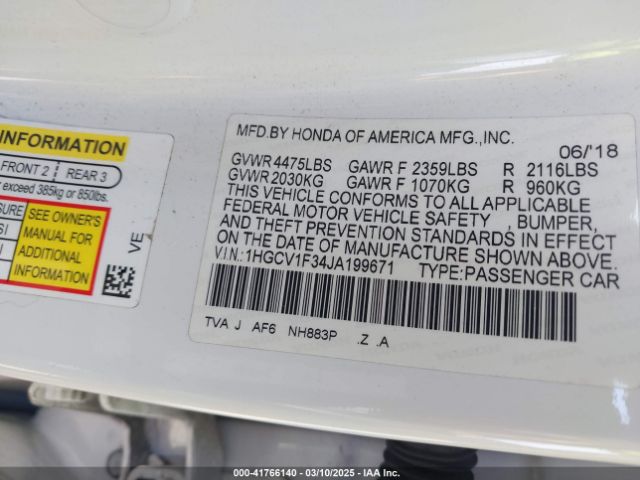 INFORMATION
FRONT 2 REAR 3
exceed 385kg or 850lbs.
SURE
SI
SEE OWNER'S
MANUAL FOR
ADDITIONAL
INFORMATION
VE
MFD.BY HONDA OF AMERICA MFG.,INC.
06/'18
GVWR 4475LBS GAWR F 2359LBS R 2116LBS
GVWR 2030KG GAWR F 1070KG R 960KG
THIS VEHICLE CONFORMS TO ALL APPLICABLE
FEDERAL MOTOR VEHICLE SAFETY , BUMPER,
AND THEFT PREVENTION STANDARDS IN EFFECT
ON THE DATE OF MANUFACTURE SHOWN ABOVE.
V.I.N.:1HGCV1F34JA199671 TYPE:PASSENGER CAR
TVA J AF6 NH883P .Z .A
000-41766140 - 03/10/2025 - IAA Inc.